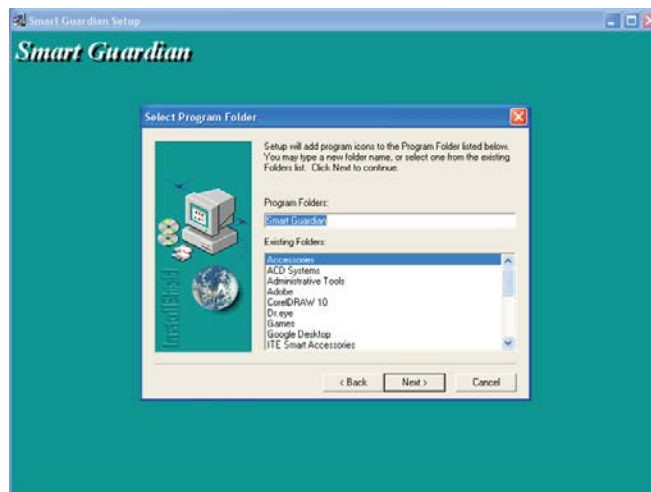 Smart Guardian Setup
Smart Guardian
Select Program Folder
Setup will add program icons to the Program Folder listed below.
You may type a new folder name, or select one from the existing
Folders list. Click Next to continue.
Program Folders:
Smart Guardian
Existing Folders:
Accessories
ACD Systems
Administrative Tools
Adobe
CorelDRAW 10
Dr.eye
Games
Google Desktop
ITE Smart Accessories
InstallShield
< Back
Next >
Cancel